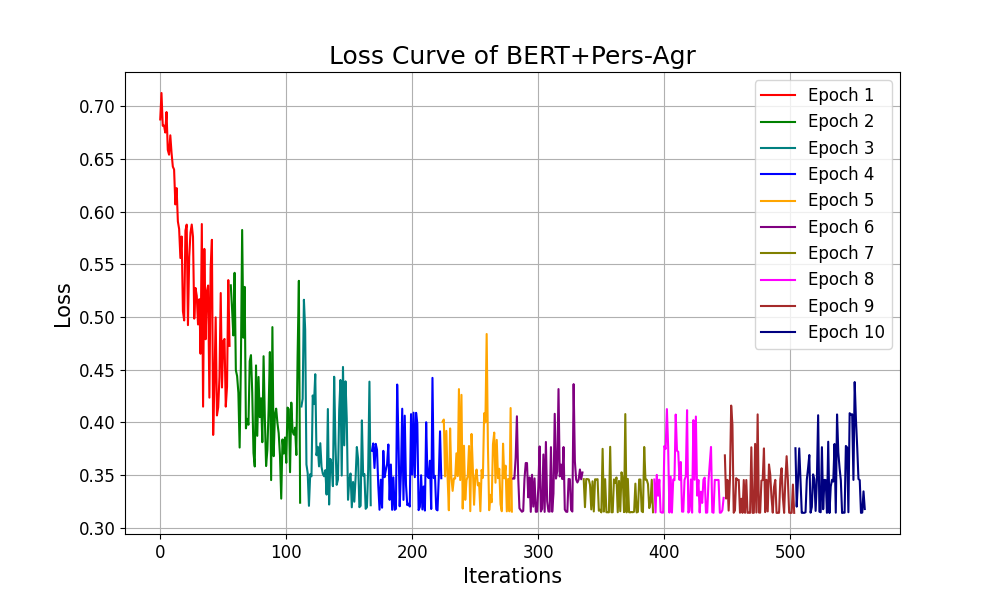 Loss Curve of BERT+Pers-Agr
Loss
0.70
0.65
0.60
0.55
0.50
0.45
0.40
0.35
0.30
Epoch 1
Epoch 2
Epoch 3
Epoch 4
Epoch 5
Epoch 6
Epoch 7
Epoch 8
Epoch 9
Epoch 10
0 100 200 300 400 500
Iterations